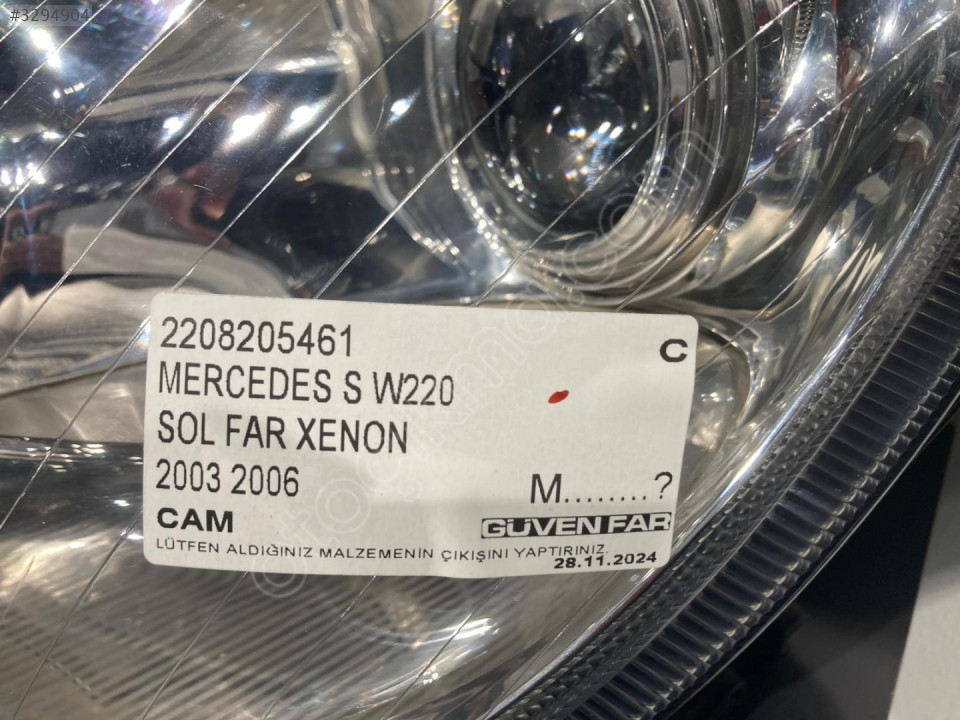 #3294904
2208205461
C
MERCEDES S W220
SOL FAR XENON
2003 2006
M........?
CAM
GÜVEN FAR
LÜTFEN ALDIĞINIZ MALZEMENİN ÇIKIŞINI YAPTIRINIZ.
28.11.2024